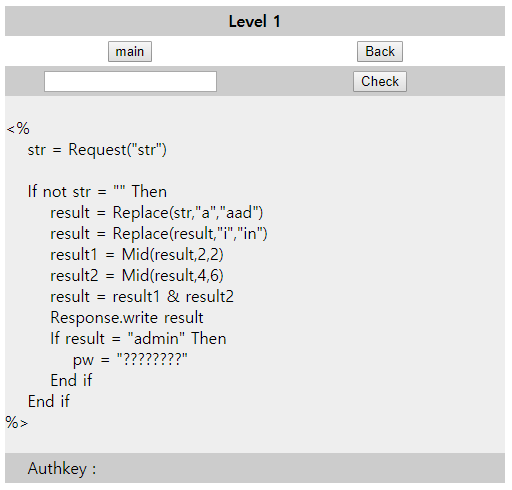 Level 1
main Back
Check
<%
str = Request("str")
If not str = "" Then
result = Replace(str,"a","aad")
result = Replace(result,"i","in")
result1 = Mid(result,2,2)
result2 = Mid(result,4,6)
result = result1 & result2
Response.write result
If result = "admin" Then
pw = "????????"
End if
End if
%>
Authkey :